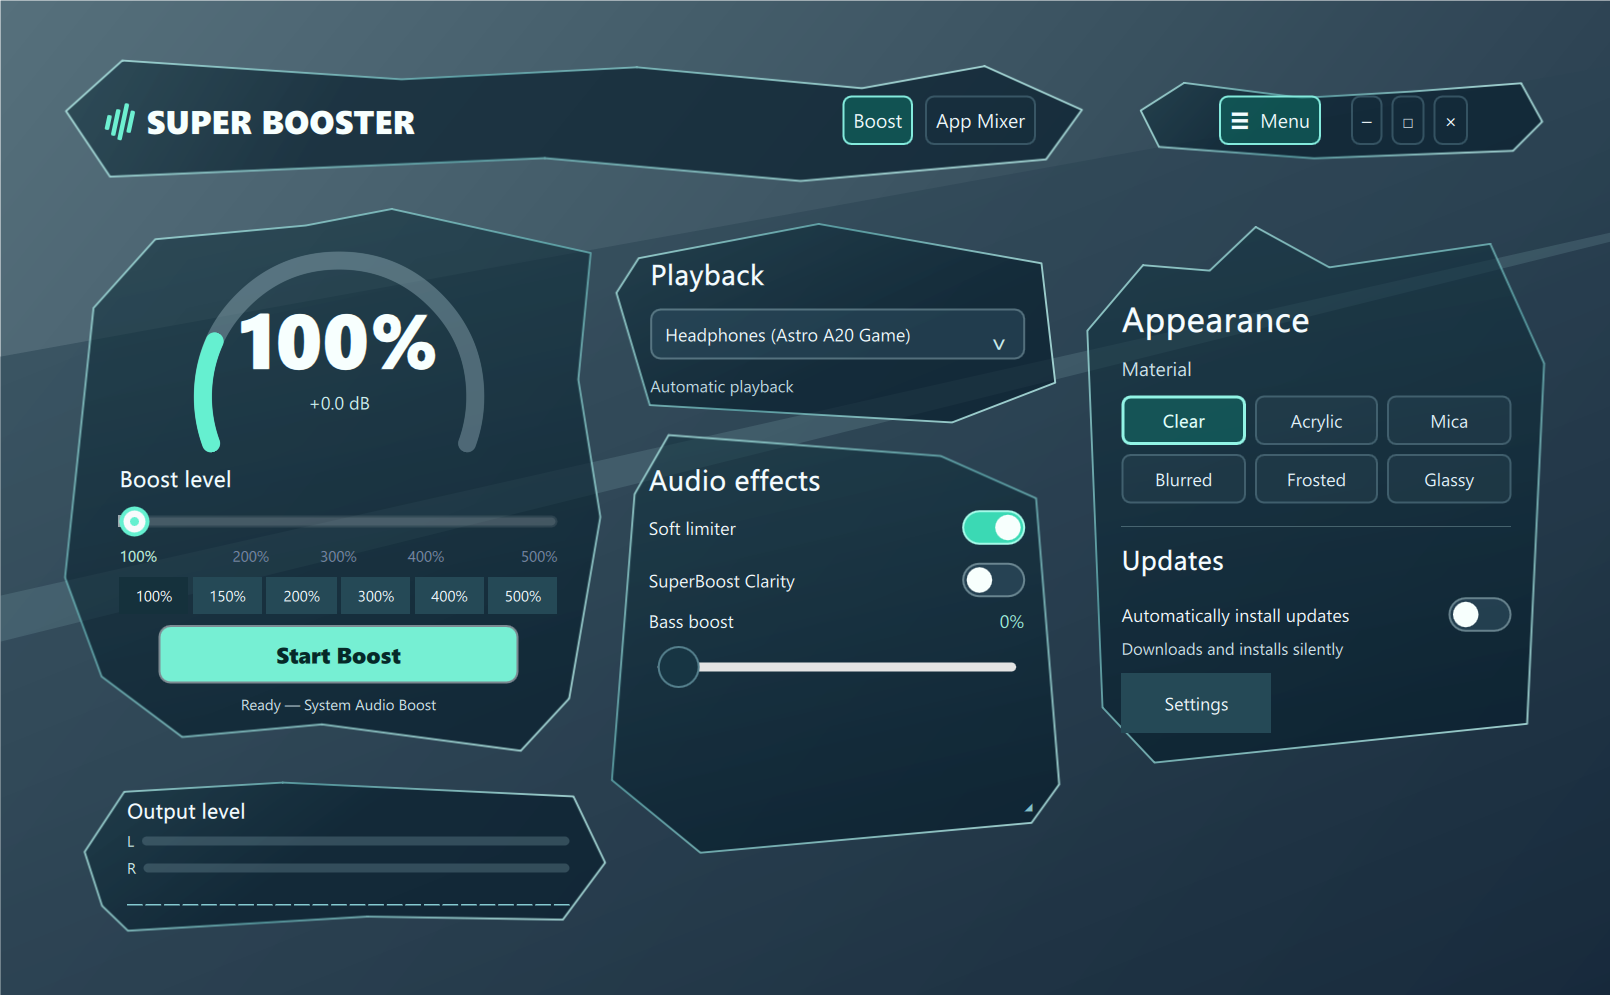 SUPER BOOSTER
Boost
App Mixer
Menu
100%
+0.0 dB
Boost level
100% 200% 300% 400% 500%
100% 150% 200% 300% 400% 500%
Start Boost
Ready — System Audio Boost
Output level
L
R
Playback
Headphones (Astro A20 Game)
Automatic playback
Audio effects
Soft limiter
SuperBoost Clarity
Bass boost 0%
Appearance
Material
Clear Acrylic Mica
Blurred Frosted Glassy
Updates
Automatically install updates
Downloads and installs silently
Settings